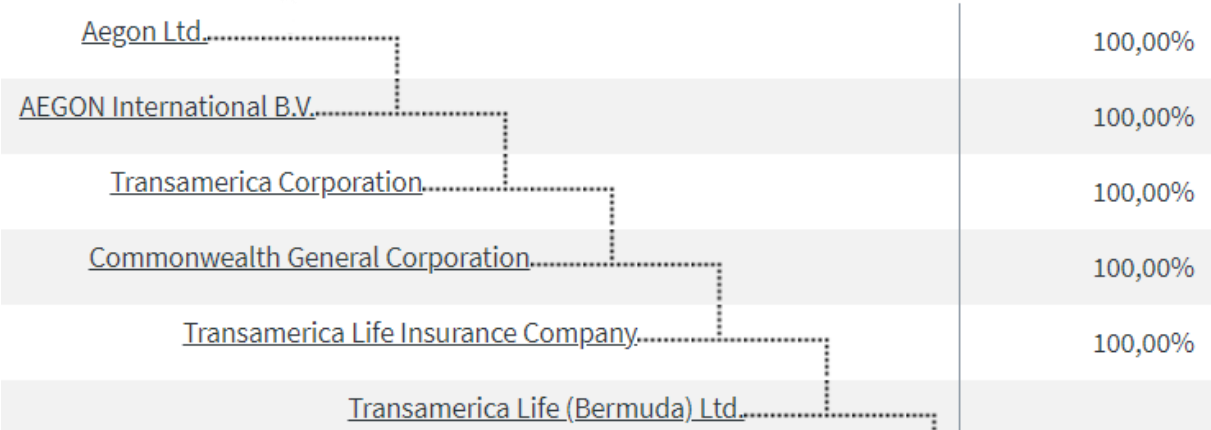 Aegon Ltd. 100,00%
AEGON International B.V. 100,00%
Transamerica Corporation 100,00%
Commonwealth General Corporation 100,00%
Transamerica Life Insurance Company 100,00%
Transamerica Life (Bermuda) Ltd.